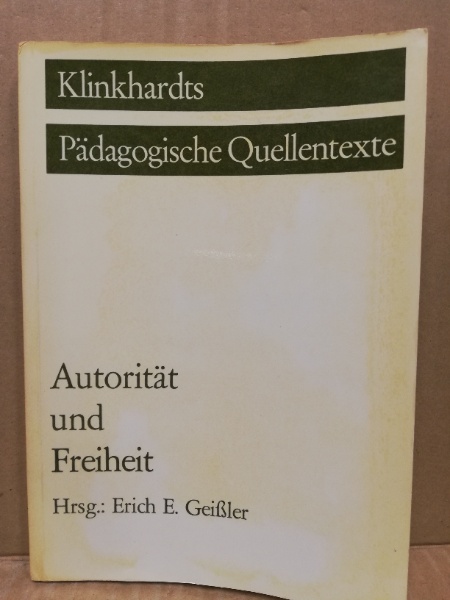 Klinkhardts
Pädagogische Quellentexte
Autorität
und
Freiheit
Hrsg.: Erich E. Geißler